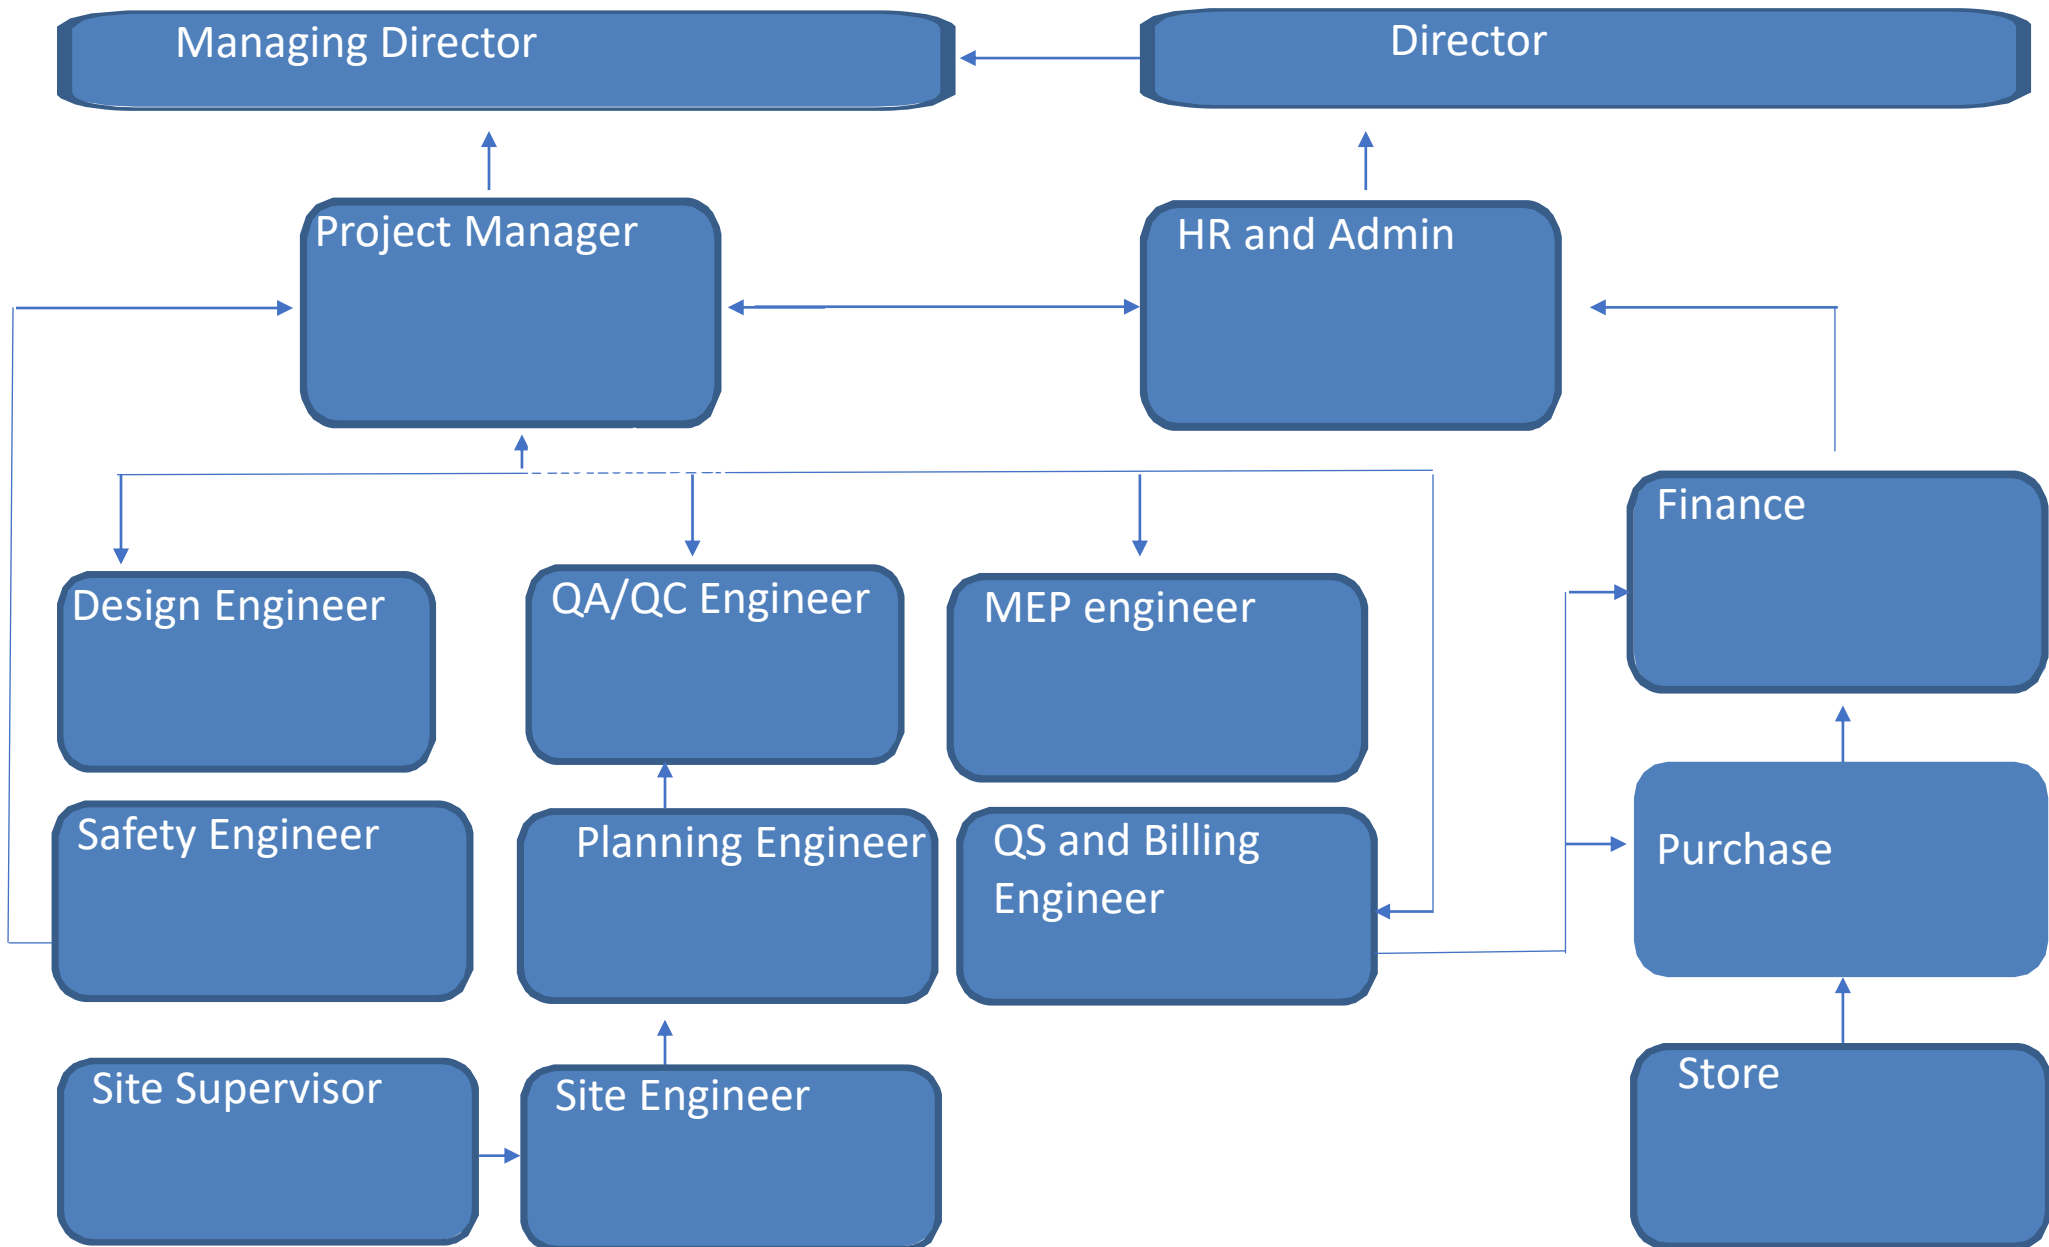 Managing Director
Director
Project Manager
HR and Admin
Finance
Design Engineer
QA/QC Engineer
MEP engineer
Safety Engineer
Planning Engineer
QS and Billing
Engineer
Purchase
Site Supervisor
Site Engineer
Store